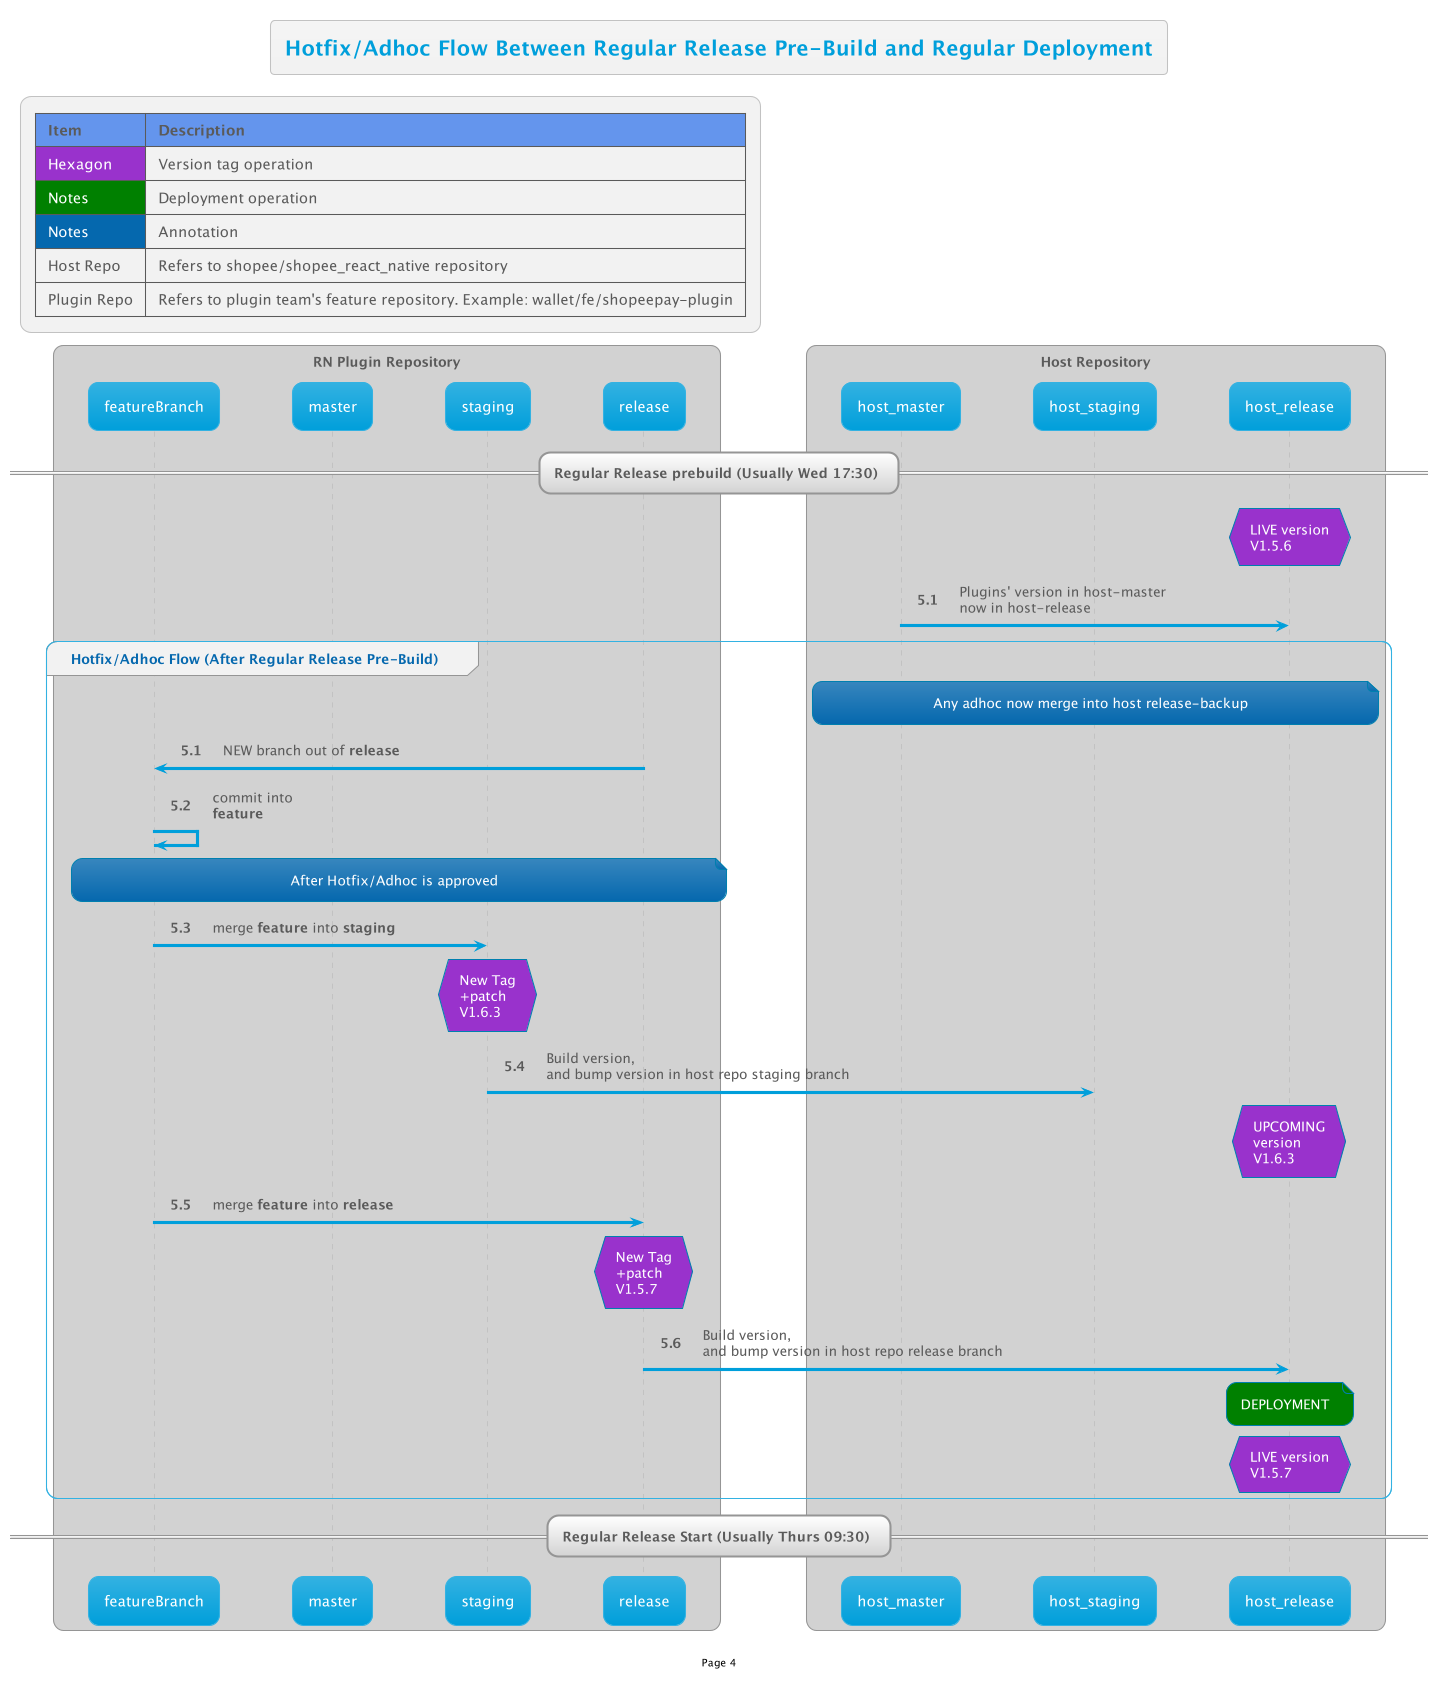 Hotfix/Adhoc Flow Between Regular Release Pre-Build and Regular Deployment
Item Description
Hexagon Version tag operation
Notes Deployment operation
Notes Annotation
Host Repo Refers to shopee/shopee_react_native repository
Plugin Repo Refers to plugin team's feature repository. Example: wallet/fe/shopeepay-plugin
RN Plugin Repository Host Repository
featureBranch master staging release host_master host_staging host_release
Regular Release prebuild (Usually Wed 17:30)
LIVE version
V1.5.6
5.1 Plugins' version in host-master
now in host-release
Hotfix/Adhoc Flow (After Regular Release Pre-Build)
Any adhoc now merge into host release-backup
5.1 NEW branch out of release
5.2 commit into
feature
After Hotfix/Adhoc is approved
5.3 merge feature into staging
New Tag
+patch
V1.6.3
5.4 Build version,
and bump version in host repo staging branch
UPCOMING
version
V1.6.3
5.5 merge feature into release
New Tag
+patch
V1.5.7
5.6 Build version,
and bump version in host repo release branch
DEPLOYMENT
LIVE version
V1.5.7
Regular Release Start (Usually Thurs 09:30)
featureBranch master staging release host_master host_staging host_release
Page 4